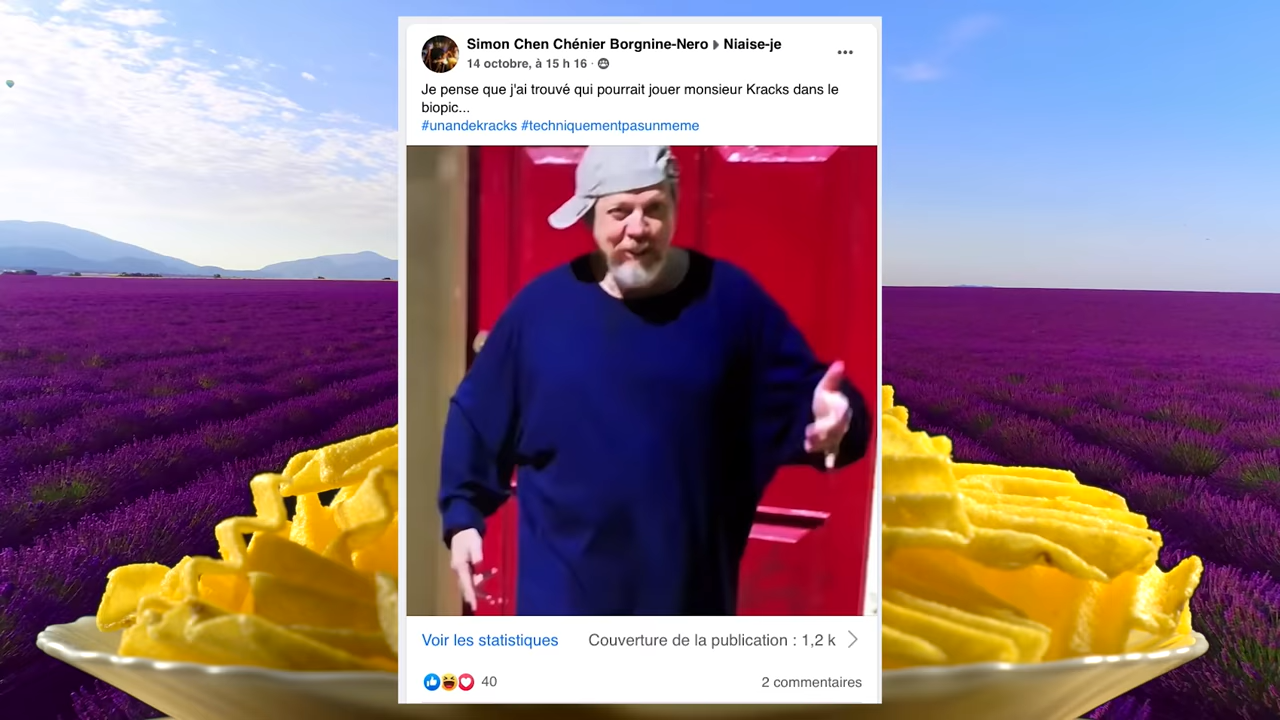 Simon Chen Chénier Borgnine-Nero ▸ Niaise-je
14 octobre, à 15 h 16 ·
Je pense que j'ai trouvé qui pourrait jouer monsieur Kracks dans le
biopic...
#unandekracks #techniquementpasunmeme
Voir les statistiques Couverture de la publication : 1,2 k
40 2 commentaires